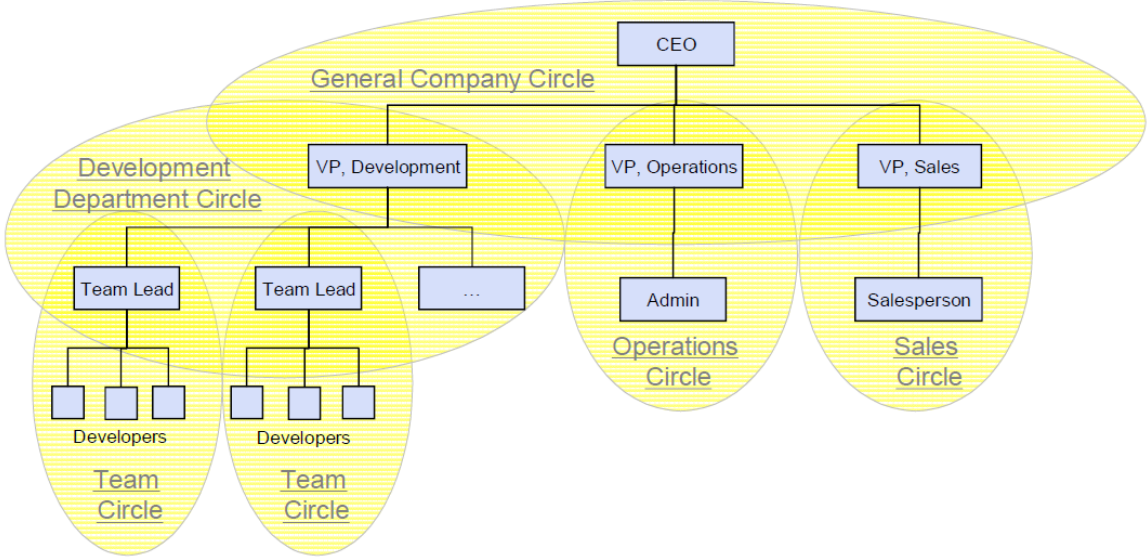 CEO
General Company Circle
VP, Development
VP, Operations
VP, Sales
Development
Department Circle
Team Lead
Team Lead
...
Admin
Salesperson
Operations
Circle
Sales
Circle
Developers
Developers
Team
Circle
Team
Circle